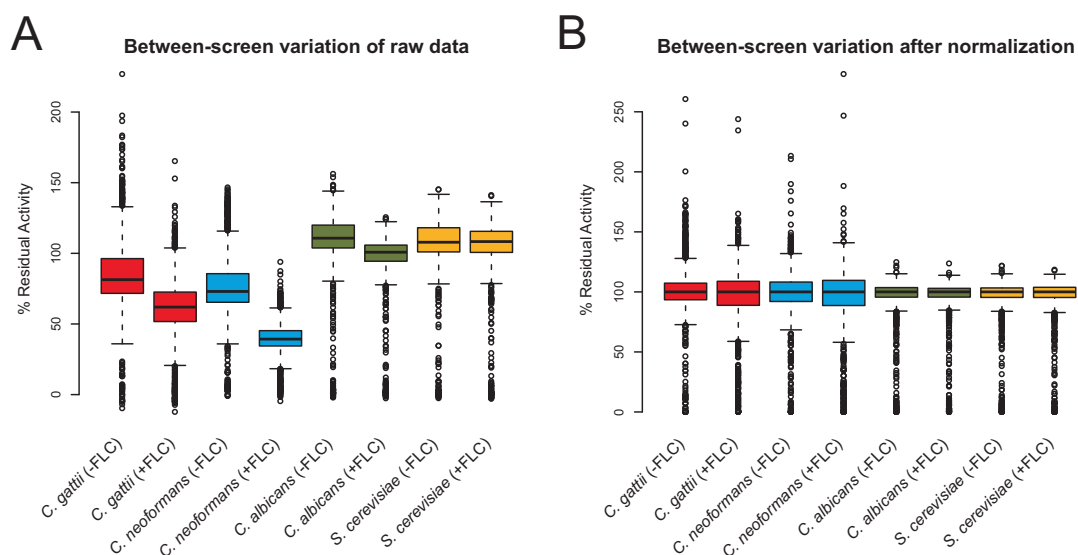 A
Between-screen variation of raw data
% Residual Activity
200
150
100
50
0
C. gattii (-FLC)
C. gattii (+FLC)
C. neoformans (-FLC)
C. neoformans (+FLC)
C. albicans (-FLC)
C. albicans (+FLC)
S. cerevisiae (-FLC)
S. cerevisiae (+FLC)
B
Between-screen variation after normalization
% Residual Activity
250
200
150
100
50
0
C. gattii (-FLC)
C. gattii (+FLC)
C. neoformans (-FLC)
C. neoformans (+FLC)
C. albicans (-FLC)
C. albicans (+FLC)
S. cerevisiae (-FLC)
S. cerevisiae (+FLC)